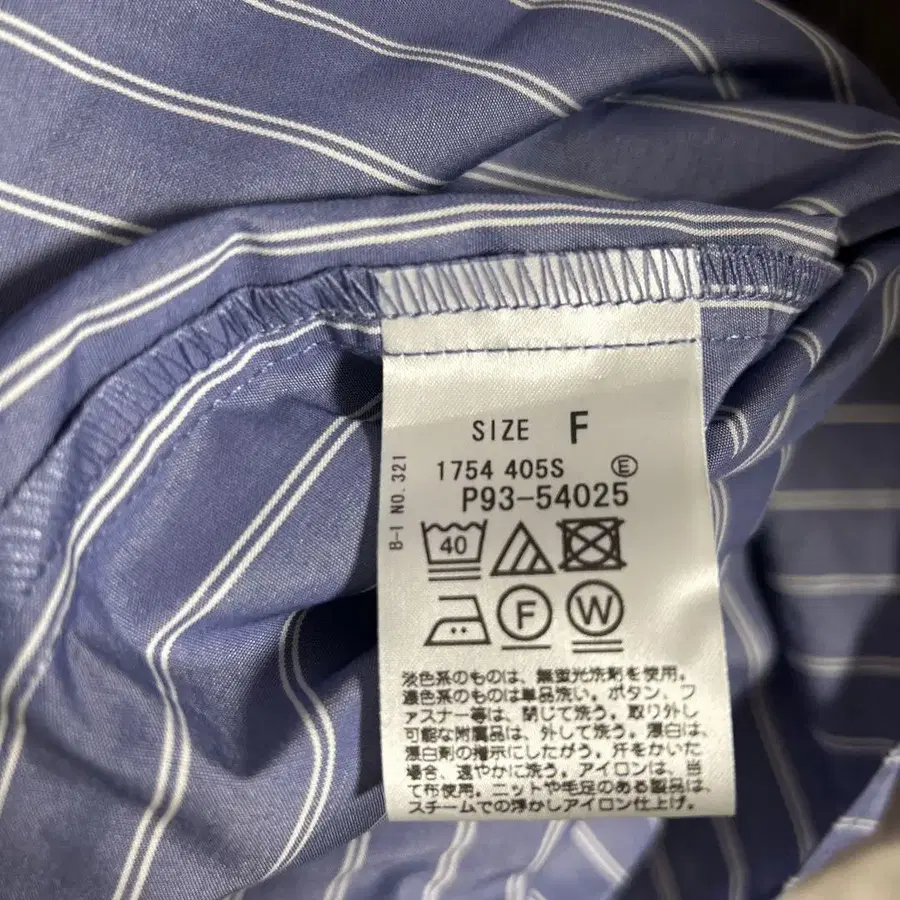 SIZE F
1754 405S Ⓔ
P93-54025
B-1 NO.321
40
F W
淡色系のものは、無蛍光洗剤を使用。
濃色系のものは単品洗い。ボタン、フ
ァスナー等は、閉じて洗う。取り外し
可能な附属品は、外して洗う。漂白は、
漂白剤の指示にしたがう。汗をかいた
場合、速やかに洗う。アイロンは、当
て布使用。ニットや毛足のある製品は、
スチームでの浮かしアイロン仕上げ。